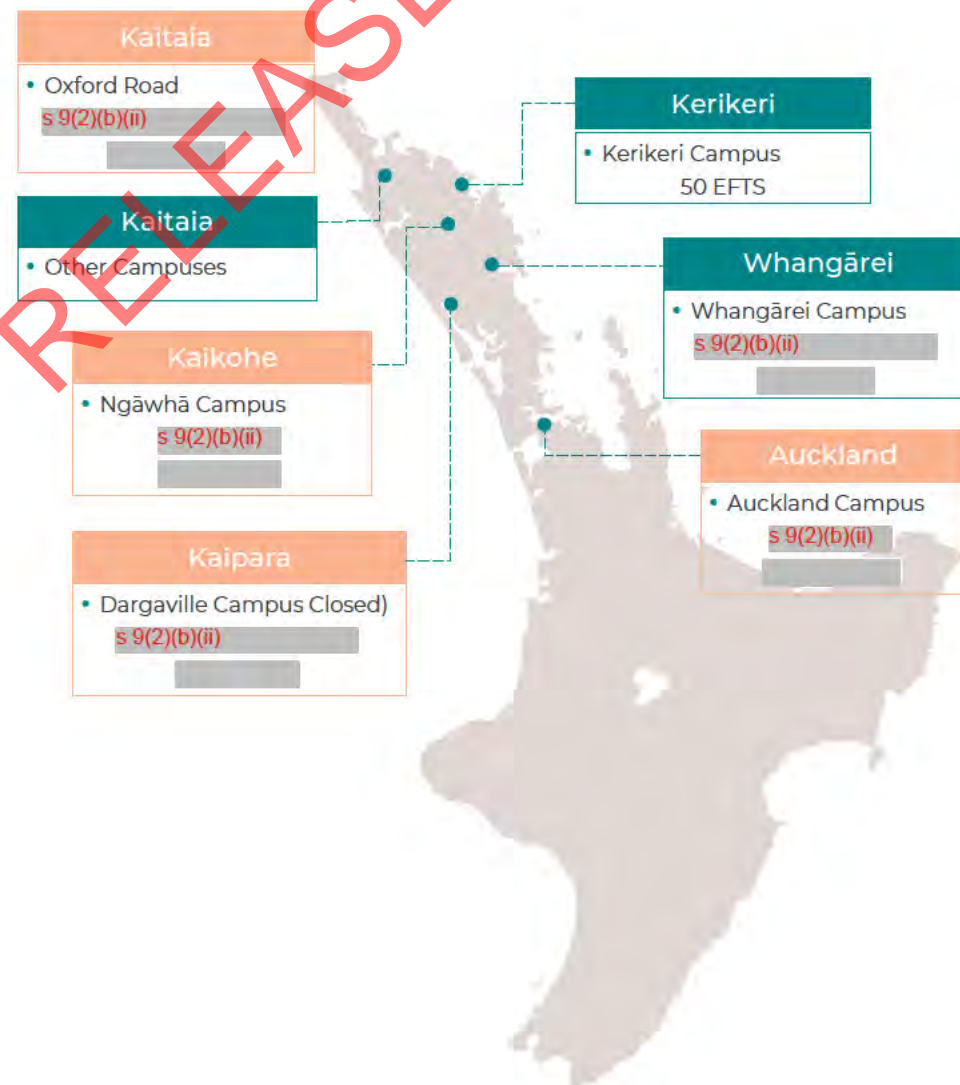 RELEASE
Kaitaia
• Oxford Road
s 9(2)(b)(ii)
Kaitaia
• Other Campuses
Kaikohe
• Ngāwhā Campus
s 9(2)(b)(ii)
Kaipara
• Dargaville Campus Closed)
s 9(2)(b)(ii)
Kerikeri
• Kerikeri Campus
50 EFTS
Whangārei
• Whangārei Campus
s 9(2)(b)(ii)
Auckland
• Auckland Campus
s 9(2)(b)(ii)